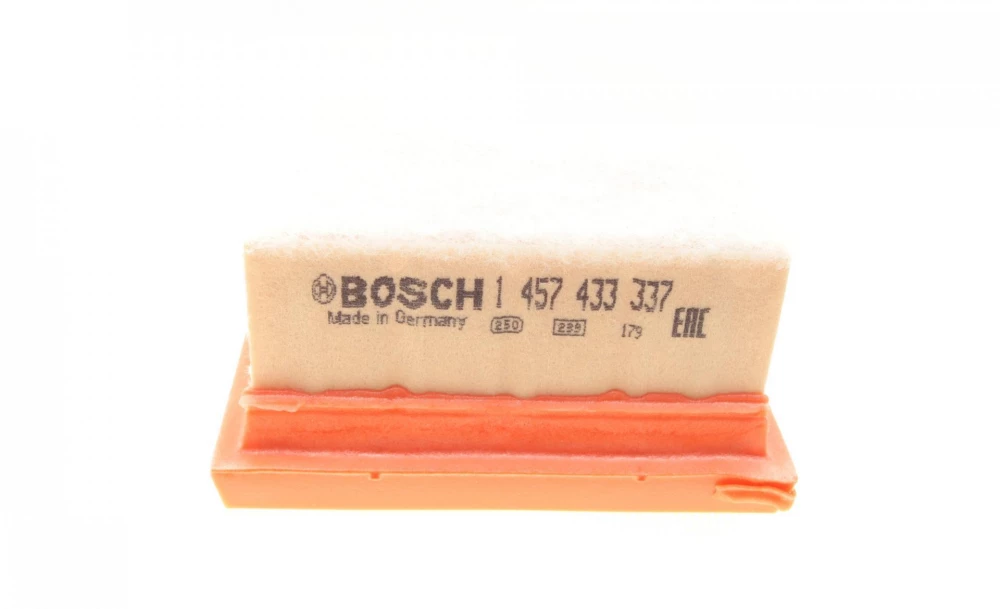 BOSCH 1 457 433 337
Made in Germany 250 299 179 EAC